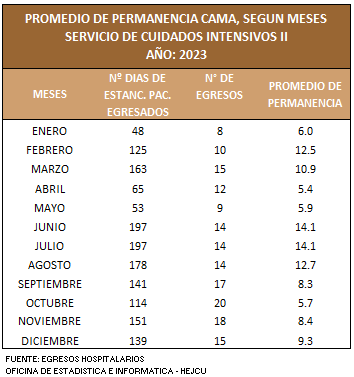 PROMEDIO DE PERMANENCIA CAMA, SEGUN MESES
SERVICIO DE CUIDADOS INTENSIVOS II
AÑO: 2023
MESES Nº DIAS DE ESTANC. PAC. EGRESADOS N° DE EGRESOS PROMEDIO DE PERMANENCIA
ENERO 48 8 6.0
FEBRERO 125 10 12.5
MARZO 163 15 10.9
ABRIL 65 12 5.4
MAYO 53 9 5.9
JUNIO 197 14 14.1
JULIO 197 14 14.1
AGOSTO 178 14 12.7
SEPTIEMBRE 141 17 8.3
OCTUBRE 114 20 5.7
NOVIEMBRE 151 18 8.4
DICIEMBRE 139 15 9.3
FUENTE: EGRESOS HOSPITALARIOS
OFICINA DE ESTADISTICA E INFORMATICA - HEJCU